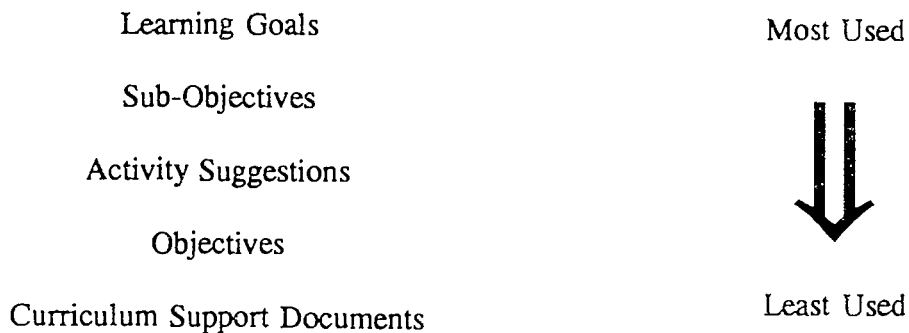 Learning Goals Most Used
Sub-Objectives
Activity Suggestions
Objectives
Curriculum Support Documents Least Used